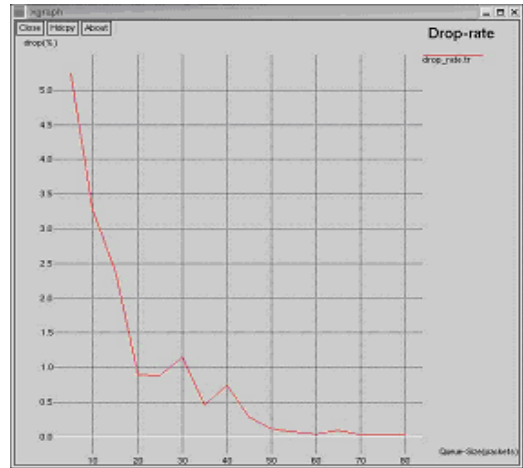 xgraph
Close Hdcpy About
Drop-rate
drop(%)
drop_rate.tr
5.0
4.5
4.0
3.5
3.0
2.5
2.0
1.5
1.0
0.5
0.0
10 20 30 40 50 60 70 80
Queue-Size(packets)